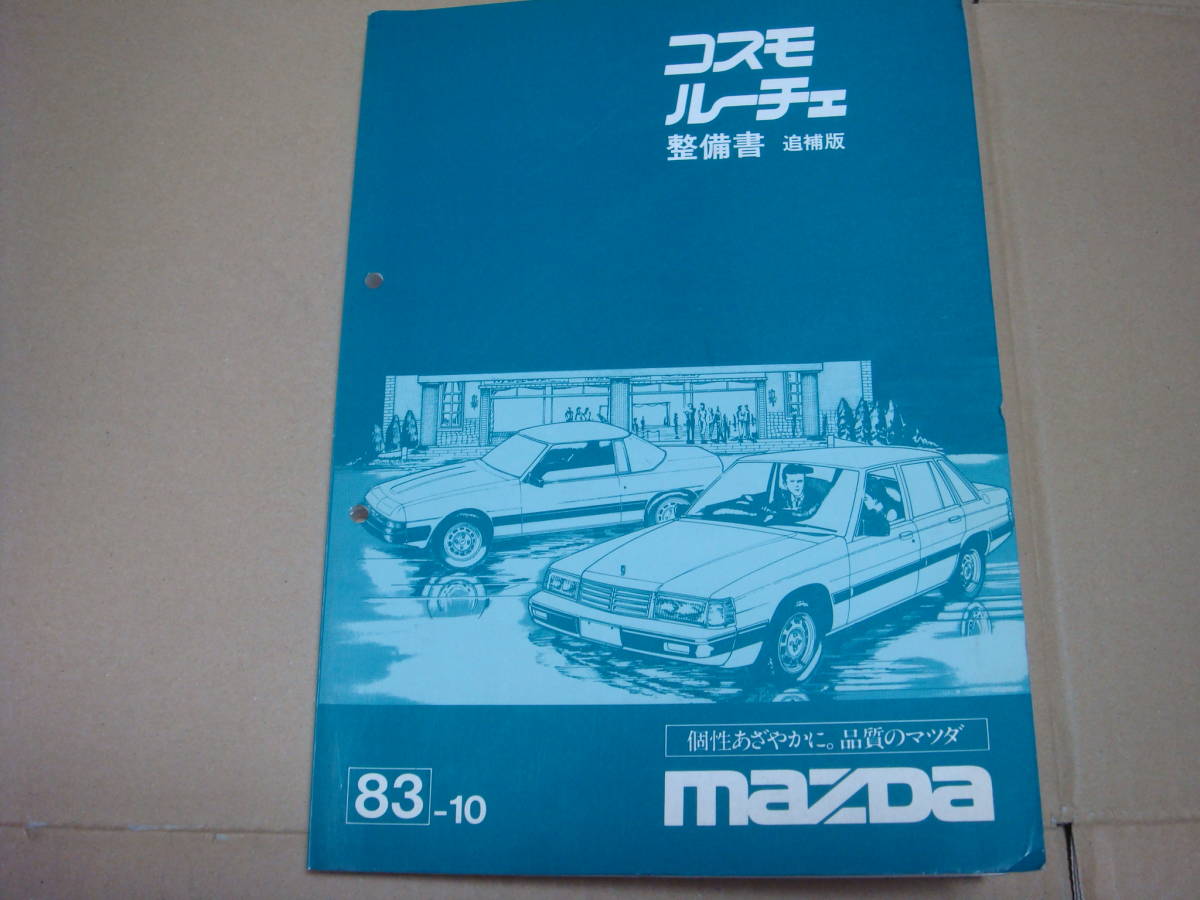 コスモ
ルーチェ
整備書 追補版
個性あざやかに。品質のマツダ
83-10
mazDa